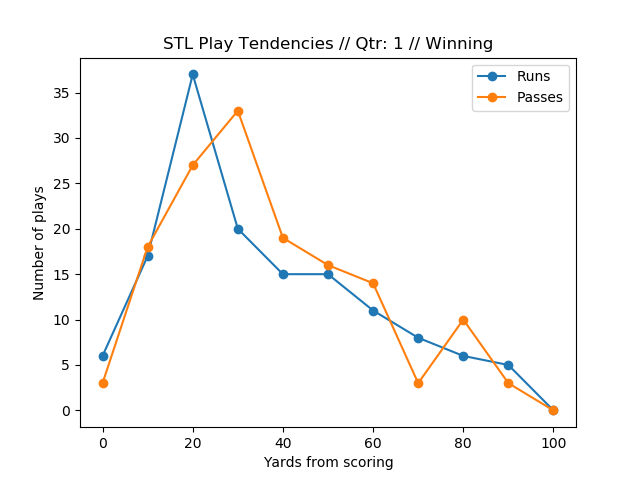 STL Play Tendencies // Qtr: 1 // Winning
Runs
Passes
Number of plays
35
30
25
20
15
10
5
0
0 20 40 60 80 100
Yards from scoring